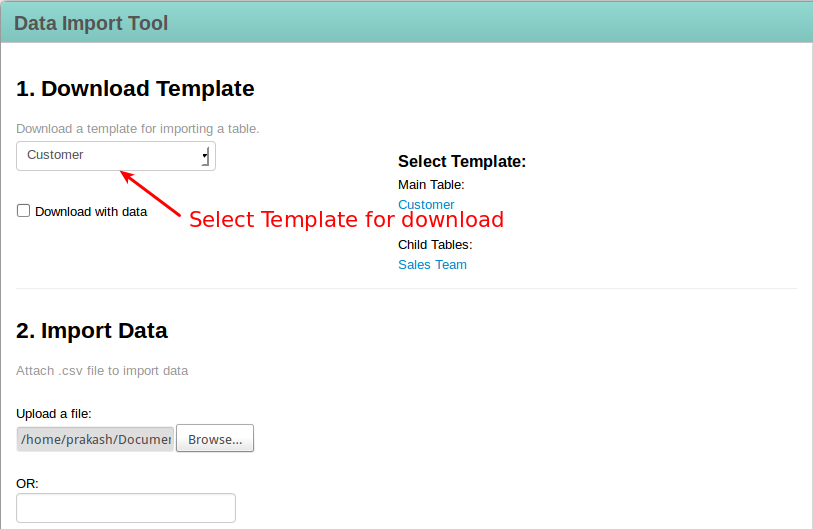 Data Import Tool
1. Download Template
Download a template for importing a table.
Customer
Select Template:
Main Table:
Customer
Download with data
Select Template for download
Child Tables:
Sales Team
2. Import Data
Attach .csv file to import data
Upload a file:
/home/prakash/Documen Browse...
OR: